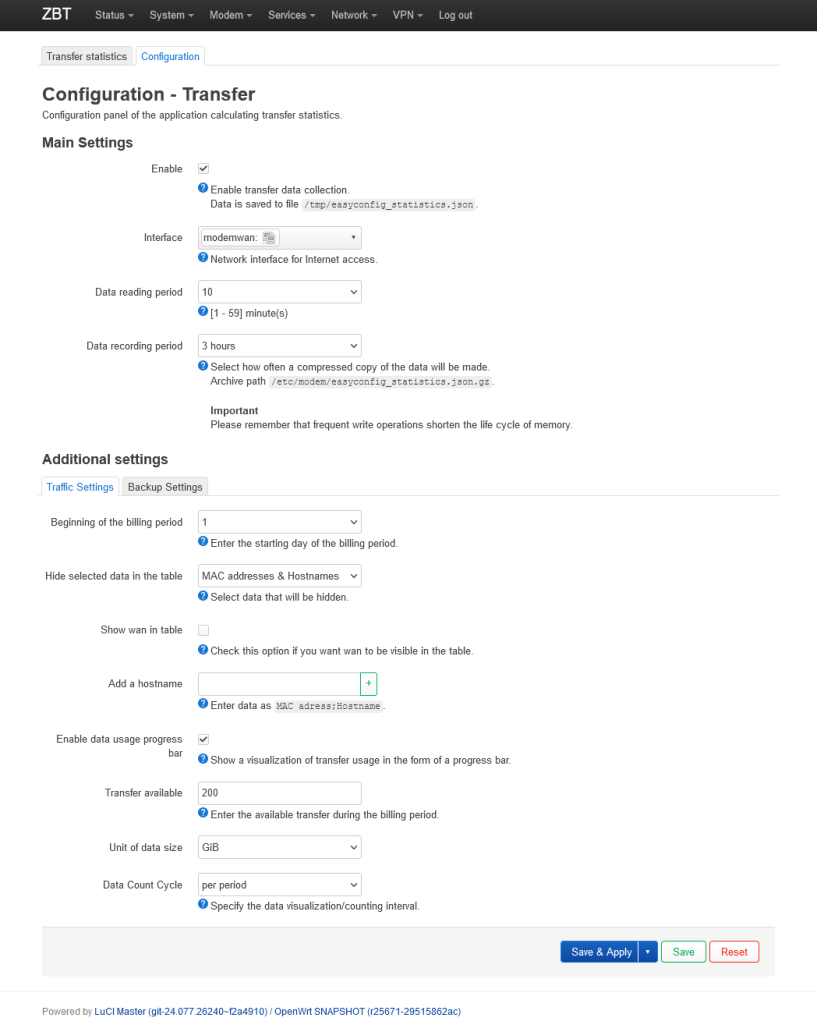 ZBT Status System Modem Services Network VPN Log out
Transfer statistics Configuration
Configuration - Transfer
Configuration panel of the application calculating transfer statistics.
Main Settings
Enable
Enable transfer data collection.
Data is saved to file /tmp/easyconfig_statistics.json.
Interface modemwan:
Network interface for Internet access.
Data reading period 10
[1 - 59] minute(s)
Data recording period 3 hours
Select how often a compressed copy of the data will be made.
Archive path /etc/modem/easyconfig_statistics.json.gz.
Important
Please remember that frequent write operations shorten the life cycle of memory.
Additional settings
Traffic Settings Backup Settings
Beginning of the billing period 1
Enter the starting day of the billing period.
Hide selected data in the table MAC addresses & Hostnames
Select data that will be hidden.
Show wan in table
Check this option if you want wan to be visible in the table.
Add a hostname +
Enter data as MAC adress;Hostname.
Enable data usage progress
bar
Show a visualization of transfer usage in the form of a progress bar.
Transfer available 200
Enter the available transfer during the billing period.
Unit of data size GiB
Data Count Cycle per period
Specify the data visualization/counting interval.
Save & Apply Save Reset
Powered by LuCI Master (git-24.077.26240~f2a4910) / OpenWrt SNAPSHOT (r25671-29515862ac)